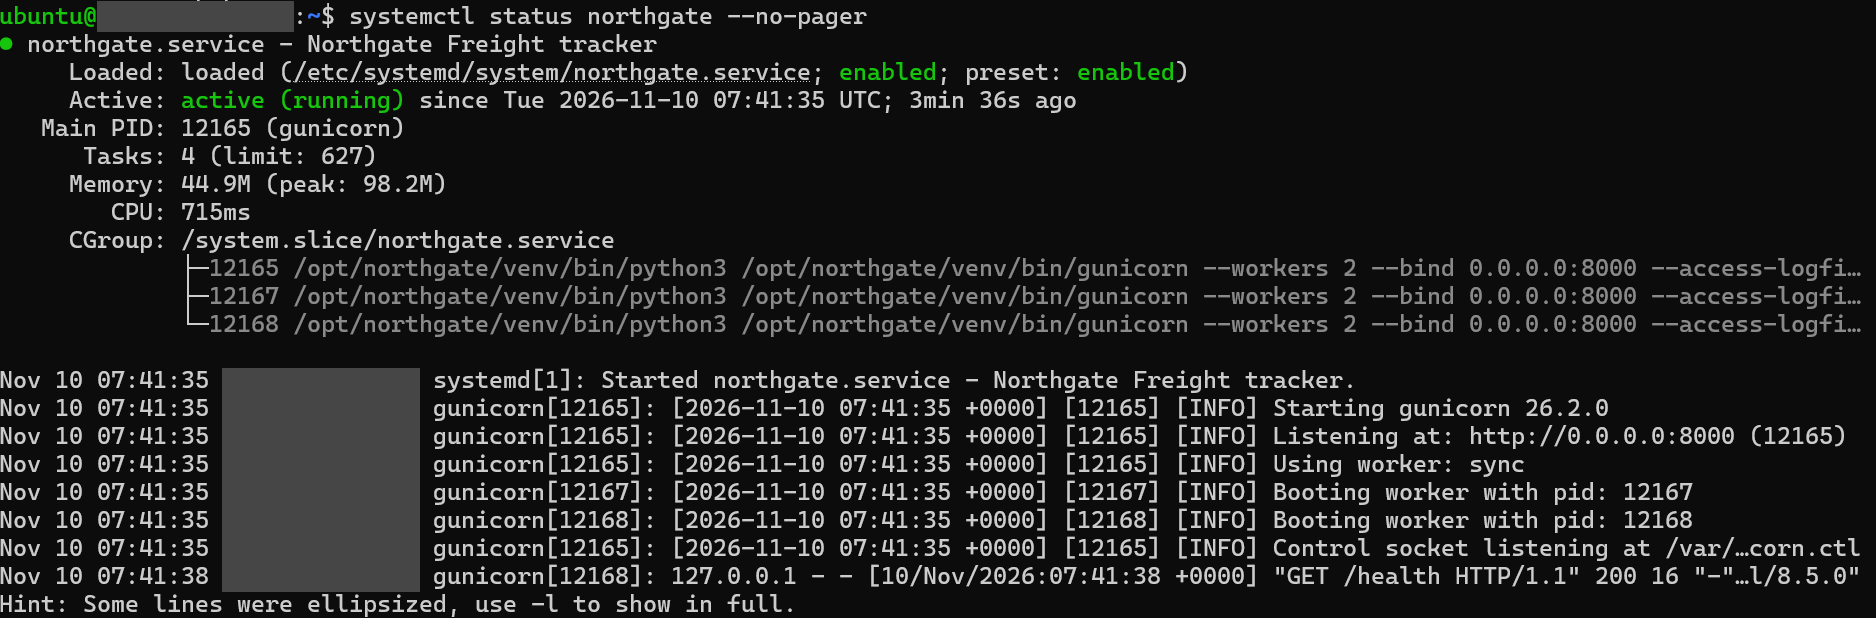 ubuntu@:~$ systemctl status northgate --no-pager
● northgate.service - Northgate Freight tracker
     Loaded: loaded (/etc/systemd/system/northgate.service; enabled; preset: enabled)
     Active: active (running) since Tue 2026-11-10 07:41:35 UTC; 3min 36s ago
   Main PID: 12165 (gunicorn)
      Tasks: 4 (limit: 627)
     Memory: 44.9M (peak: 98.2M)
        CPU: 715ms
     CGroup: /system.slice/northgate.service
             ├─12165 /opt/northgate/venv/bin/python3 /opt/northgate/venv/bin/gunicorn --workers 2 --bind 0.0.0.0:8000 --access-logfi…
             ├─12167 /opt/northgate/venv/bin/python3 /opt/northgate/venv/bin/gunicorn --workers 2 --bind 0.0.0.0:8000 --access-logfi…
             └─12168 /opt/northgate/venv/bin/python3 /opt/northgate/venv/bin/gunicorn --workers 2 --bind 0.0.0.0:8000 --access-logfi…
Nov 10 07:41:35 systemd[1]: Started northgate.service - Northgate Freight tracker.
Nov 10 07:41:35 gunicorn[12165]: [2026-11-10 07:41:35 +0000] [12165] [INFO] Starting gunicorn 26.2.0
Nov 10 07:41:35 gunicorn[12165]: [2026-11-10 07:41:35 +0000] [12165] [INFO] Listening at: http://0.0.0.0:8000 (12165)
Nov 10 07:41:35 gunicorn[12165]: [2026-11-10 07:41:35 +0000] [12165] [INFO] Using worker: sync
Nov 10 07:41:35 gunicorn[12167]: [2026-11-10 07:41:35 +0000] [12167] [INFO] Booting worker with pid: 12167
Nov 10 07:41:35 gunicorn[12168]: [2026-11-10 07:41:35 +0000] [12168] [INFO] Booting worker with pid: 12168
Nov 10 07:41:35 gunicorn[12165]: [2026-11-10 07:41:35 +0000] [12165] [INFO] Control socket listening at /var/…corn.ctl
Nov 10 07:41:38 gunicorn[12168]: 127.0.0.1 - - [10/Nov/2026:07:41:38 +0000] "GET /health HTTP/1.1" 200 16 "-"…l/8.5.0"
Hint: Some lines were ellipsized, use -l to show in full.